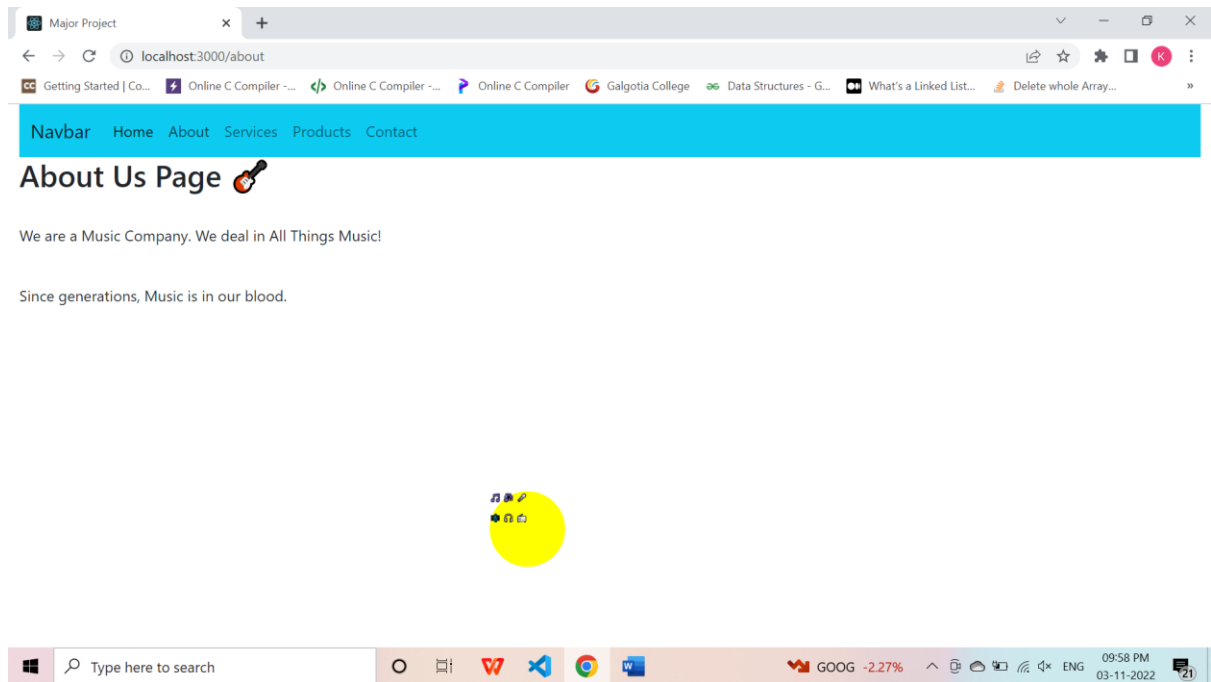 Major Project
localhost:3000/about
K
Getting Started | Co... Online C Compiler -... Online C Compiler -... Online C Compiler Galgotia College Data Structures - G... What's a Linked List... Delete whole Array... »
Navbar Home About Services Products Contact
About Us Page 🎸
We are a Music Company. We deal in All Things Music!
Since generations, Music is in our blood.
Type here to search
GOOG -2.27%
ENG
09:58 PM
03-11-2022
21